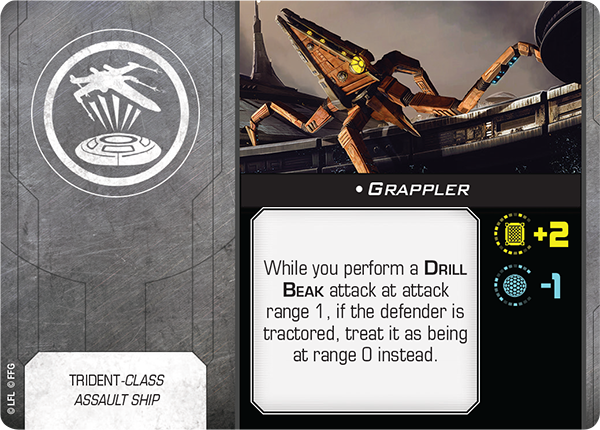 • GRAPPLER
While you perform a DRILL
BEAK attack at attack
range 1, if the defender is
tractored, treat it as being
at range 0 instead.
+2
-1
TRIDENT-CLASS
ASSAULT SHIP
© LFL © FFG